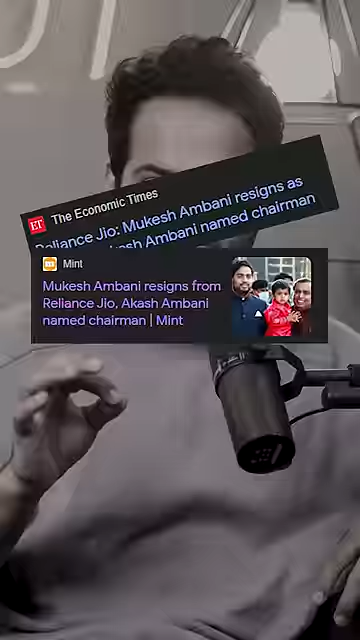 ET The Economic Times
Reliance Jio: Mukesh Ambani resigns as
Ambani named chairman
Mint
Mukesh Ambani resigns from
Reliance Jio, Akash Ambani
named chairman | Mint